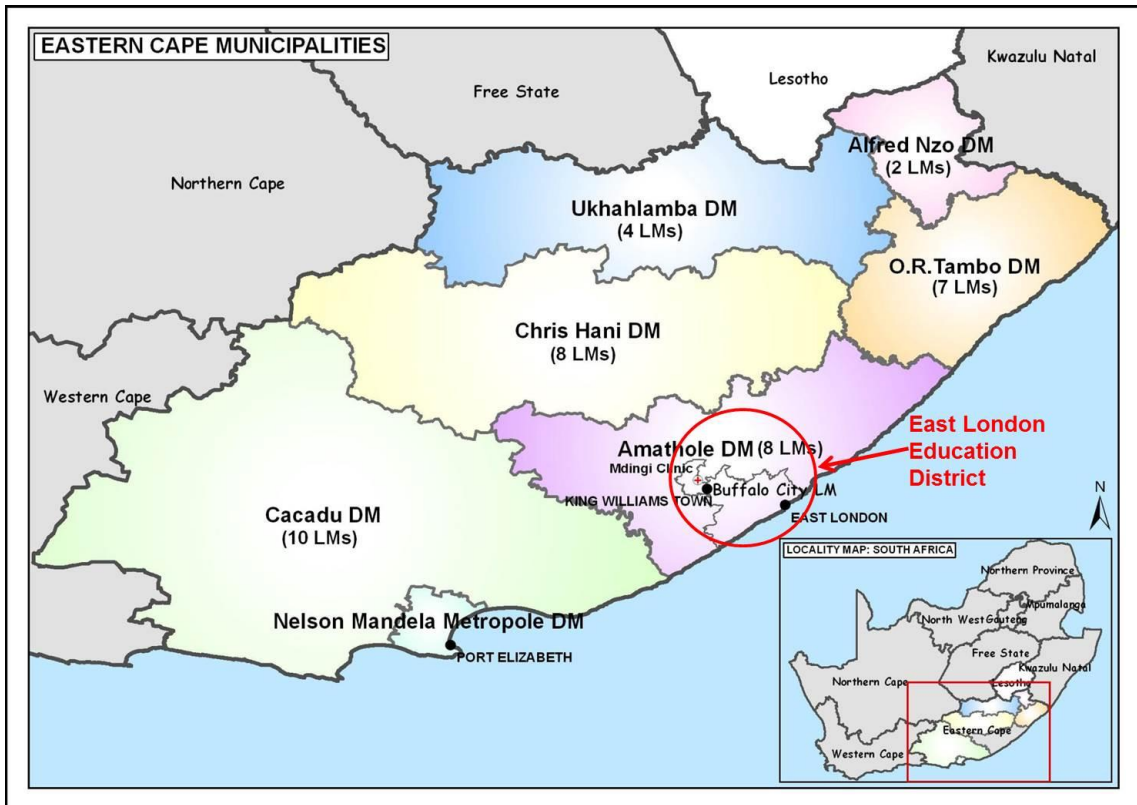 EASTERN CAPE MUNICIPALITIES
Kwazulu Natal
Lesotho
Free State
Alfred Nzo DM
(2 LMs)
Northern Cape
Ukhahlamba DM
(4 LMs)
O.R.Tambo DM
(7 LMs)
Chris Hani DM
(8 LMs)
Western Cape
East London
Education
District
Amathole DM (8 LMs)
Mdingi Clinic
Buffalo City LM
KING WILLIAMS TOWN
EAST LONDON
N
Cacadu DM
(10 LMs)
Nelson Mandela Metropole DM
PORT ELIZABETH
LOCALITY MAP: SOUTH AFRICA
Northern Province
Mpumalanga
North West Gauteng
Free State
Kwazulu Natal
Lesotho
Northern Cape
Eastern Cape
Western Cape